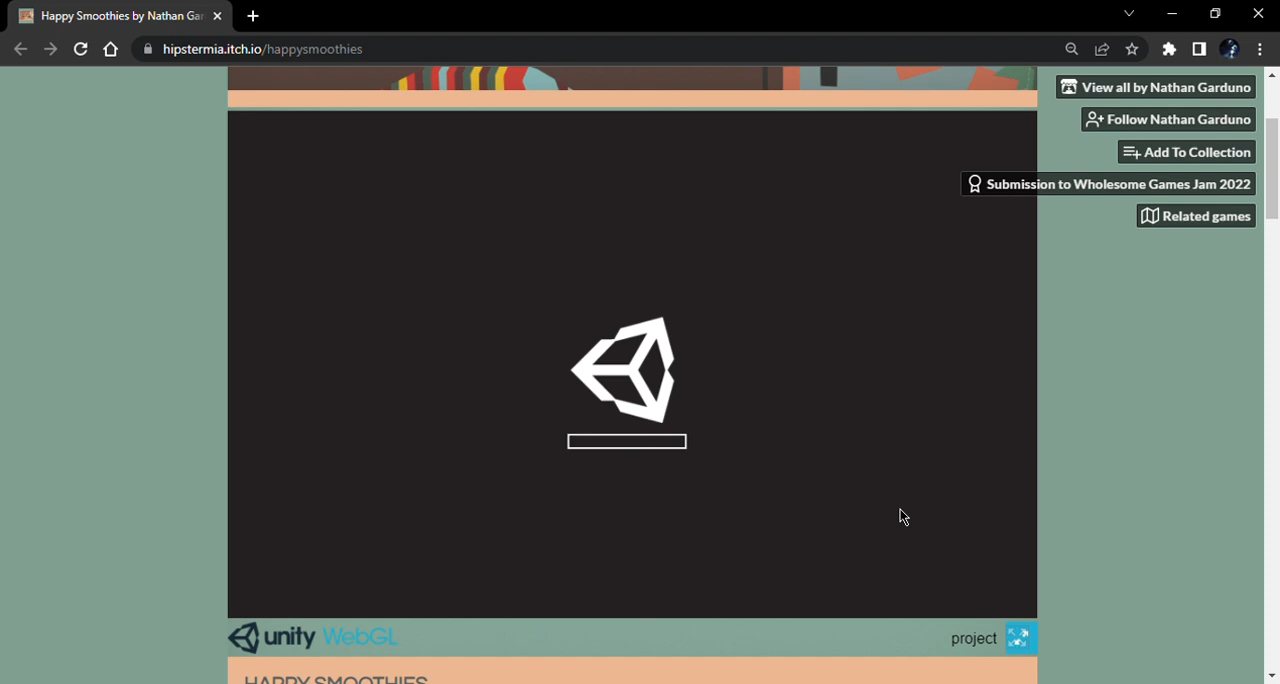 Happy Smoothies by Nathan Gar
hipstermia.itch.io/happysmoothies
View all by Nathan Garduno
Follow Nathan Garduno
Add To Collection
Submission to Wholesome Games Jam 2022
Related games
unity WebGL
project
HAPPY SMOOTHIES